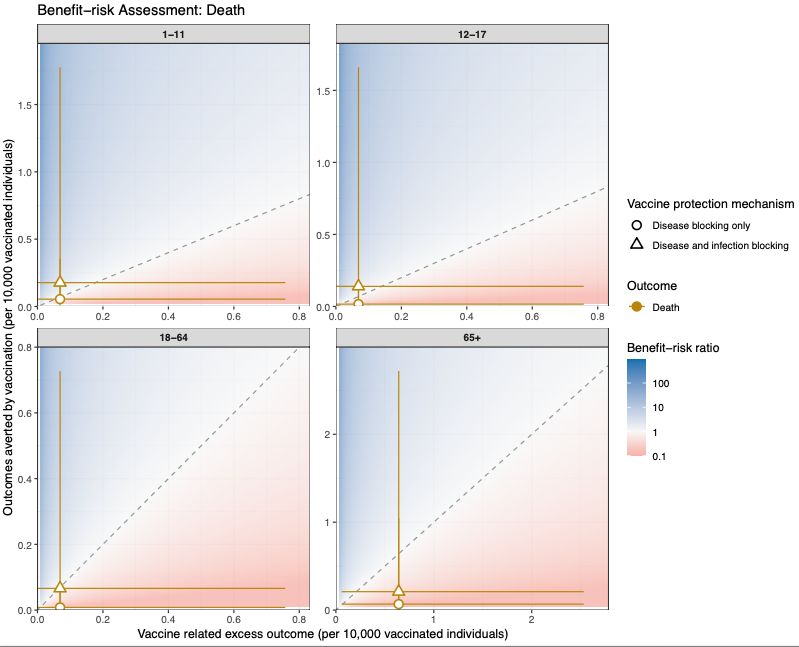 Benefit−risk Assessment: Death
Outcomes averted by vaccination (per 10,000 vaccinated individuals)
1−11
1.5
1.0
0.5
0.0
0.0 0.2 0.4 0.6 0.8
12−17
1.5
1.0
0.5
0.0
0.0 0.2 0.4 0.6 0.8
18−64
0.8
0.6
0.4
0.2
0.0
0.0 0.2 0.4 0.6 0.8
65+
2
1
0
0 1 2
Vaccine related excess outcome (per 10,000 vaccinated individuals)
Vaccine protection mechanism
Disease blocking only
Disease and infection blocking
Outcome
Death
Benefit−risk ratio
100
10
1
0.1